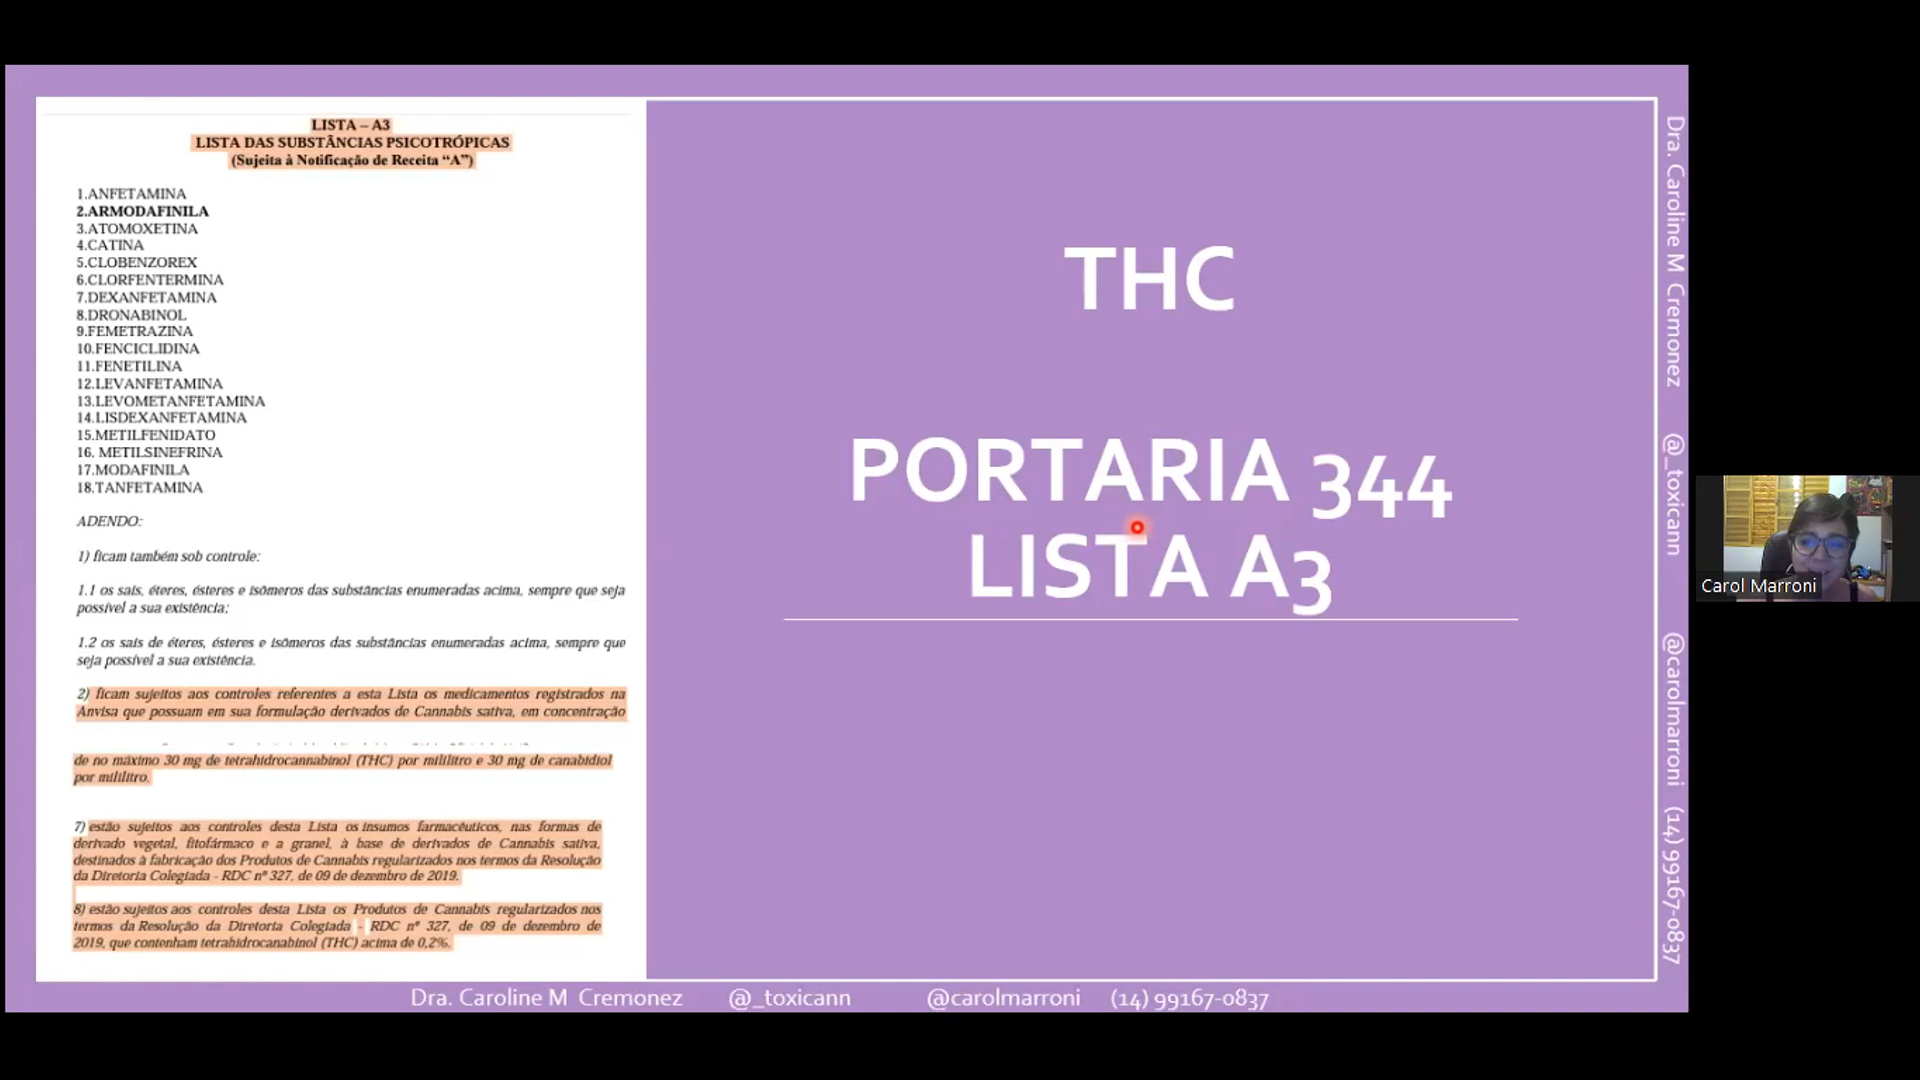 LISTA – A3
LISTA DAS SUBSTÂNCIAS PSICOTRÓPICAS
(Sujeita à Notificação de Receita “A”)
1.ANFETAMINA
2.ARMODAFINILA
3.ATOMOXETINA
4.CATINA
5.CLOBENZOREX
6.CLORFENTERMINA
7.DEXANFETAMINA
8.DRONABINOL
9.FEMETRAZINA
10.FENCICLIDINA
11.FENETILINA
12.LEVANFETAMINA
13.LEVOMETANFETAMINA
14.LISDEXANFETAMINA
15.METILFENIDATO
16. METILSINEFRINA
17.MODAFINILA
18.TANFETAMINA
ADENDO:
1) ficam também sob controle:
1.1 os sais, éteres, ésteres e isômeros das substâncias enumeradas acima, sempre que seja
possível a sua existência;
1.2 os sais de éteres, ésteres e isômeros das substâncias enumeradas acima, sempre que
seja possível a sua existência.
2) ficam sujeitos aos controles referentes a esta Lista os medicamentos registrados na
Anvisa que possuam em sua formulação derivados de Cannabis sativa, em concentração
de no máximo 30 mg de tetrahidrocannabinol (THC) por mililitro e 30 mg de canabidiol
por mililitro.
7) estão sujeitos aos controles desta Lista os insumos farmacêuticos, nas formas de
derivado vegetal, fitofármaco e a granel, à base de derivados de Cannabis sativa,
destinados à fabricação dos Produtos de Cannabis regularizados nos termos da Resolução
da Diretoria Colegiada - RDC nº 327, de 09 de dezembro de 2019.
8) estão sujeitos aos controles desta Lista os Produtos de Cannabis regularizados nos
termos da Resolução da Diretoria Colegiada - RDC nº 327, de 09 de dezembro de
2019, que contenham tetrahidrocanabinol (THC) acima de 0,2%.
THC
PORTARIA 344
LISTA A3
Dra. Caroline M Cremonez @_toxicann @carolmarroni (14) 99167-0837
Dra. Caroline M Cremonez @_toxicann @carolmarroni (14) 99167-0837
Carol Marroni